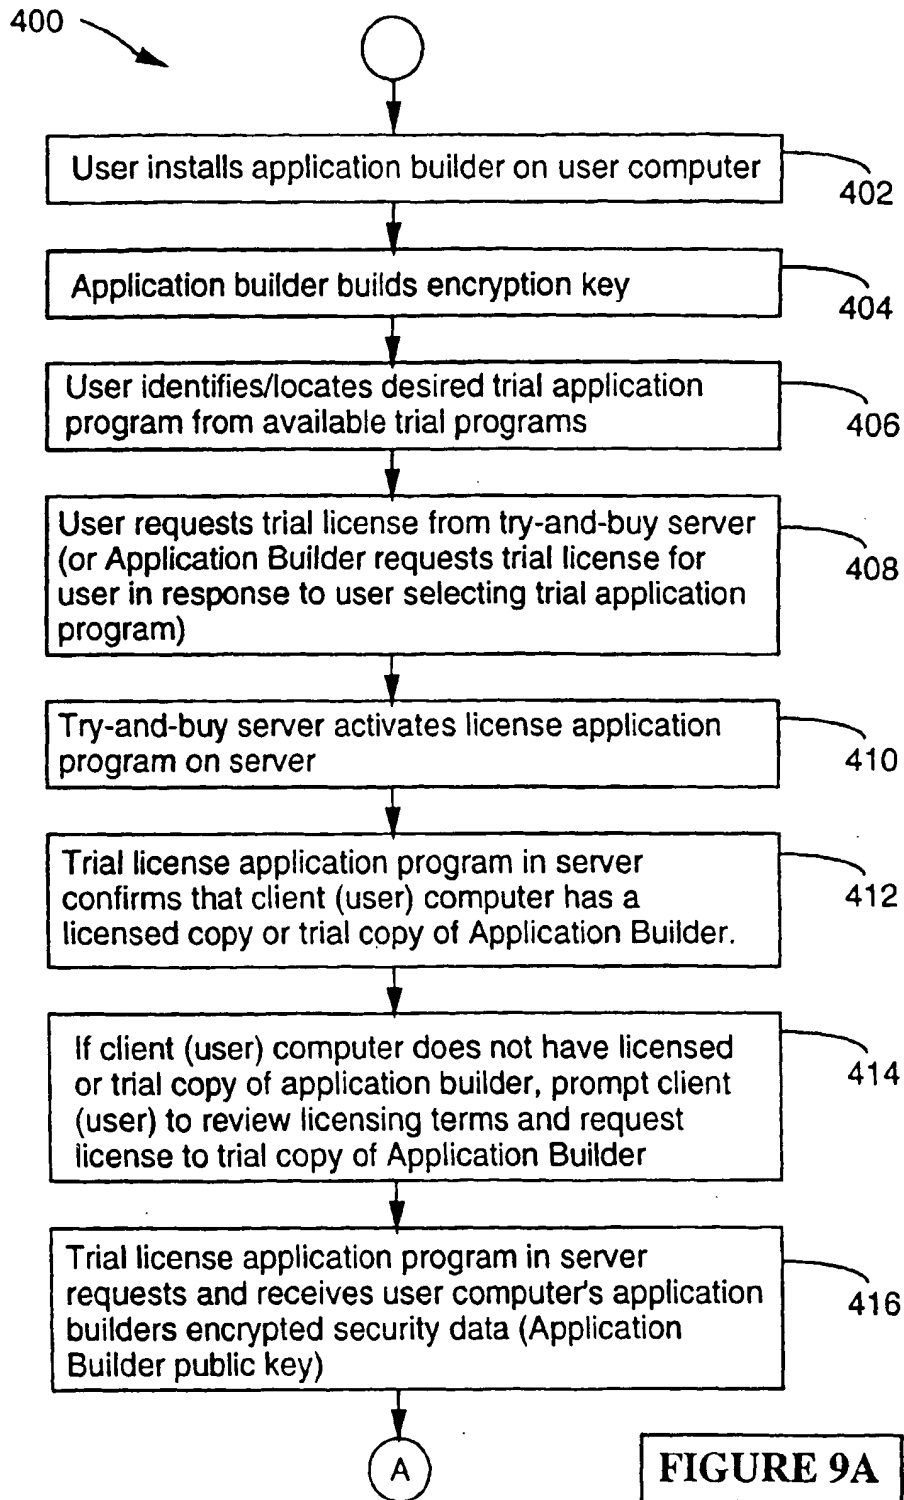 400
User installs application builder on user computer
402
Application builder builds encryption key
404
User identifies/locates desired trial application
program from available trial programs
406
User requests trial license from try-and-buy server
(or Application Builder requests trial license for
user in response to user selecting trial application
program)
408
Try-and-buy server activates license application
program on server
410
Trial license application program in server
confirms that client (user) computer has a
licensed copy or trial copy of Application Builder.
412
If client (user) computer does not have licensed
or trial copy of application builder, prompt client
(user) to review licensing terms and request
license to trial copy of Application Builder
414
Trial license application program in server
requests and receives user computer's application
builders encrypted security data (Application
Builder public key)
416
A
FIGURE 9A